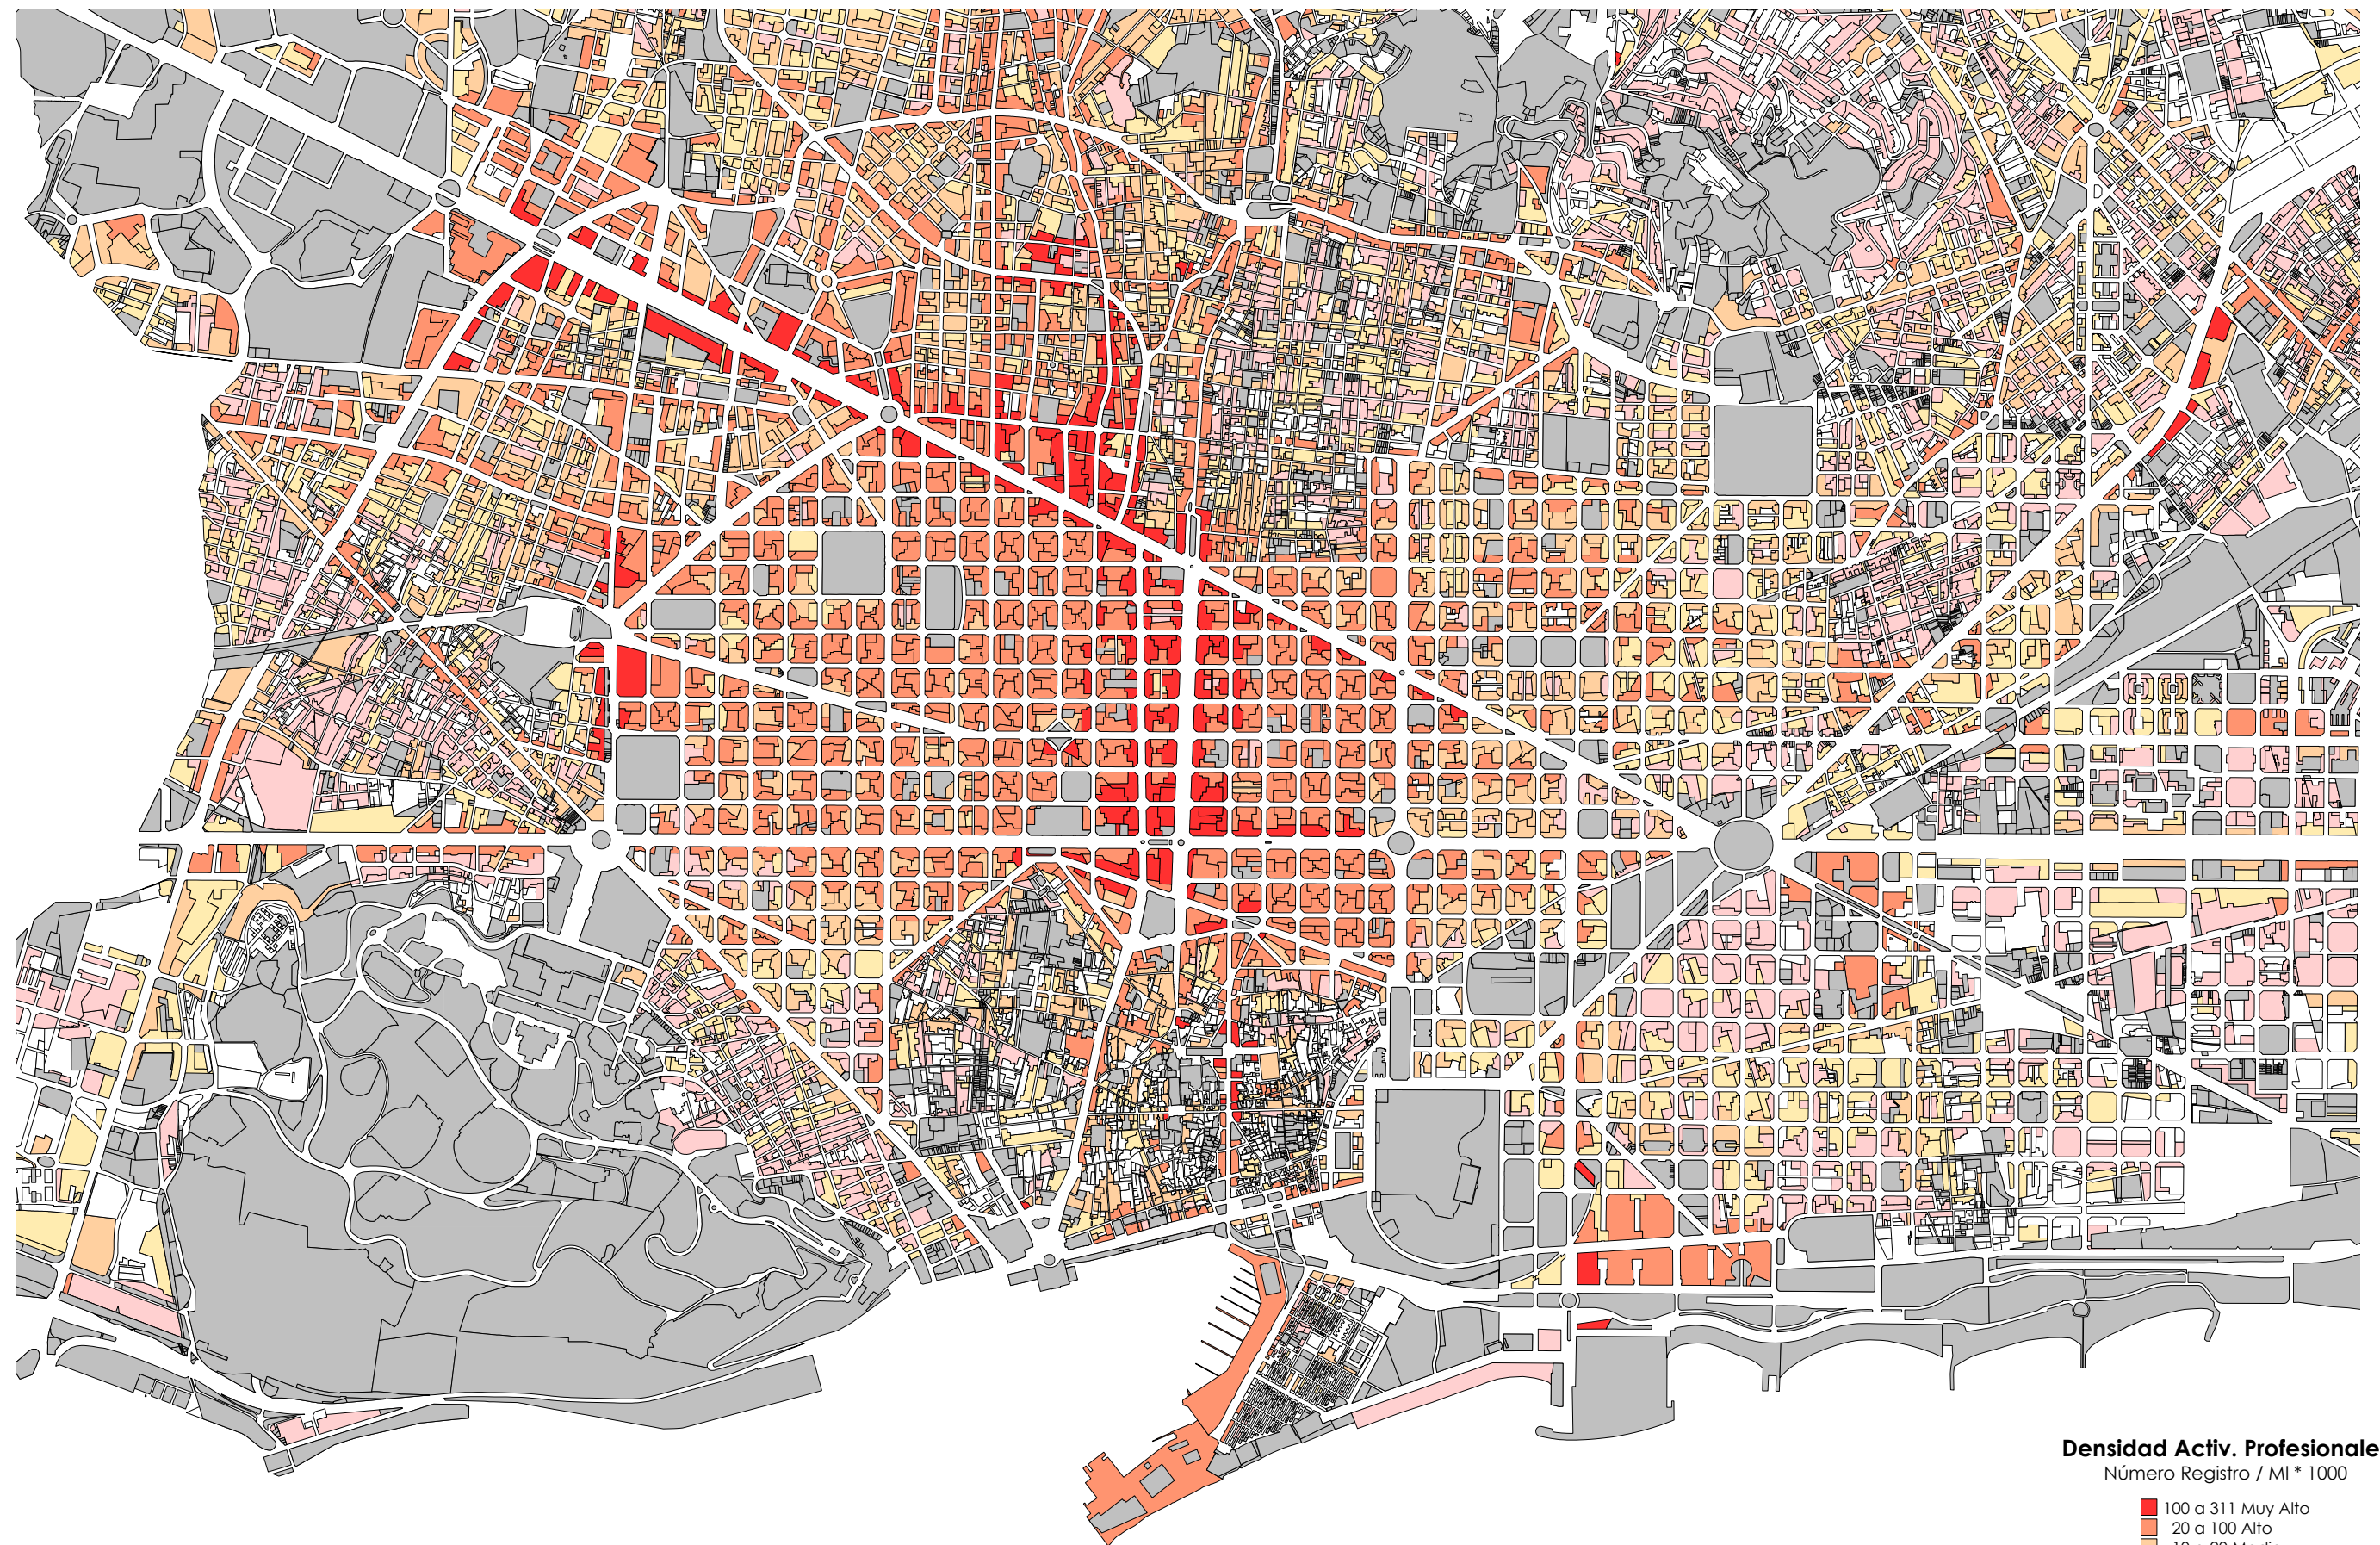 Densidad Activ. Profesionale
Número Registro / Ml * 1000
100 a 311 Muy Alto
20 a 100 Alto